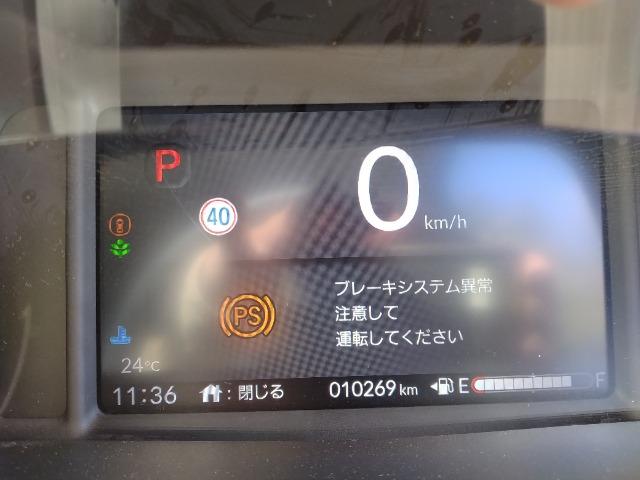 P
40
0 km/h
PS
ブレーキシステム異常
注意して
運転してください
24°C
11:36 : 閉じる 010269 km E F